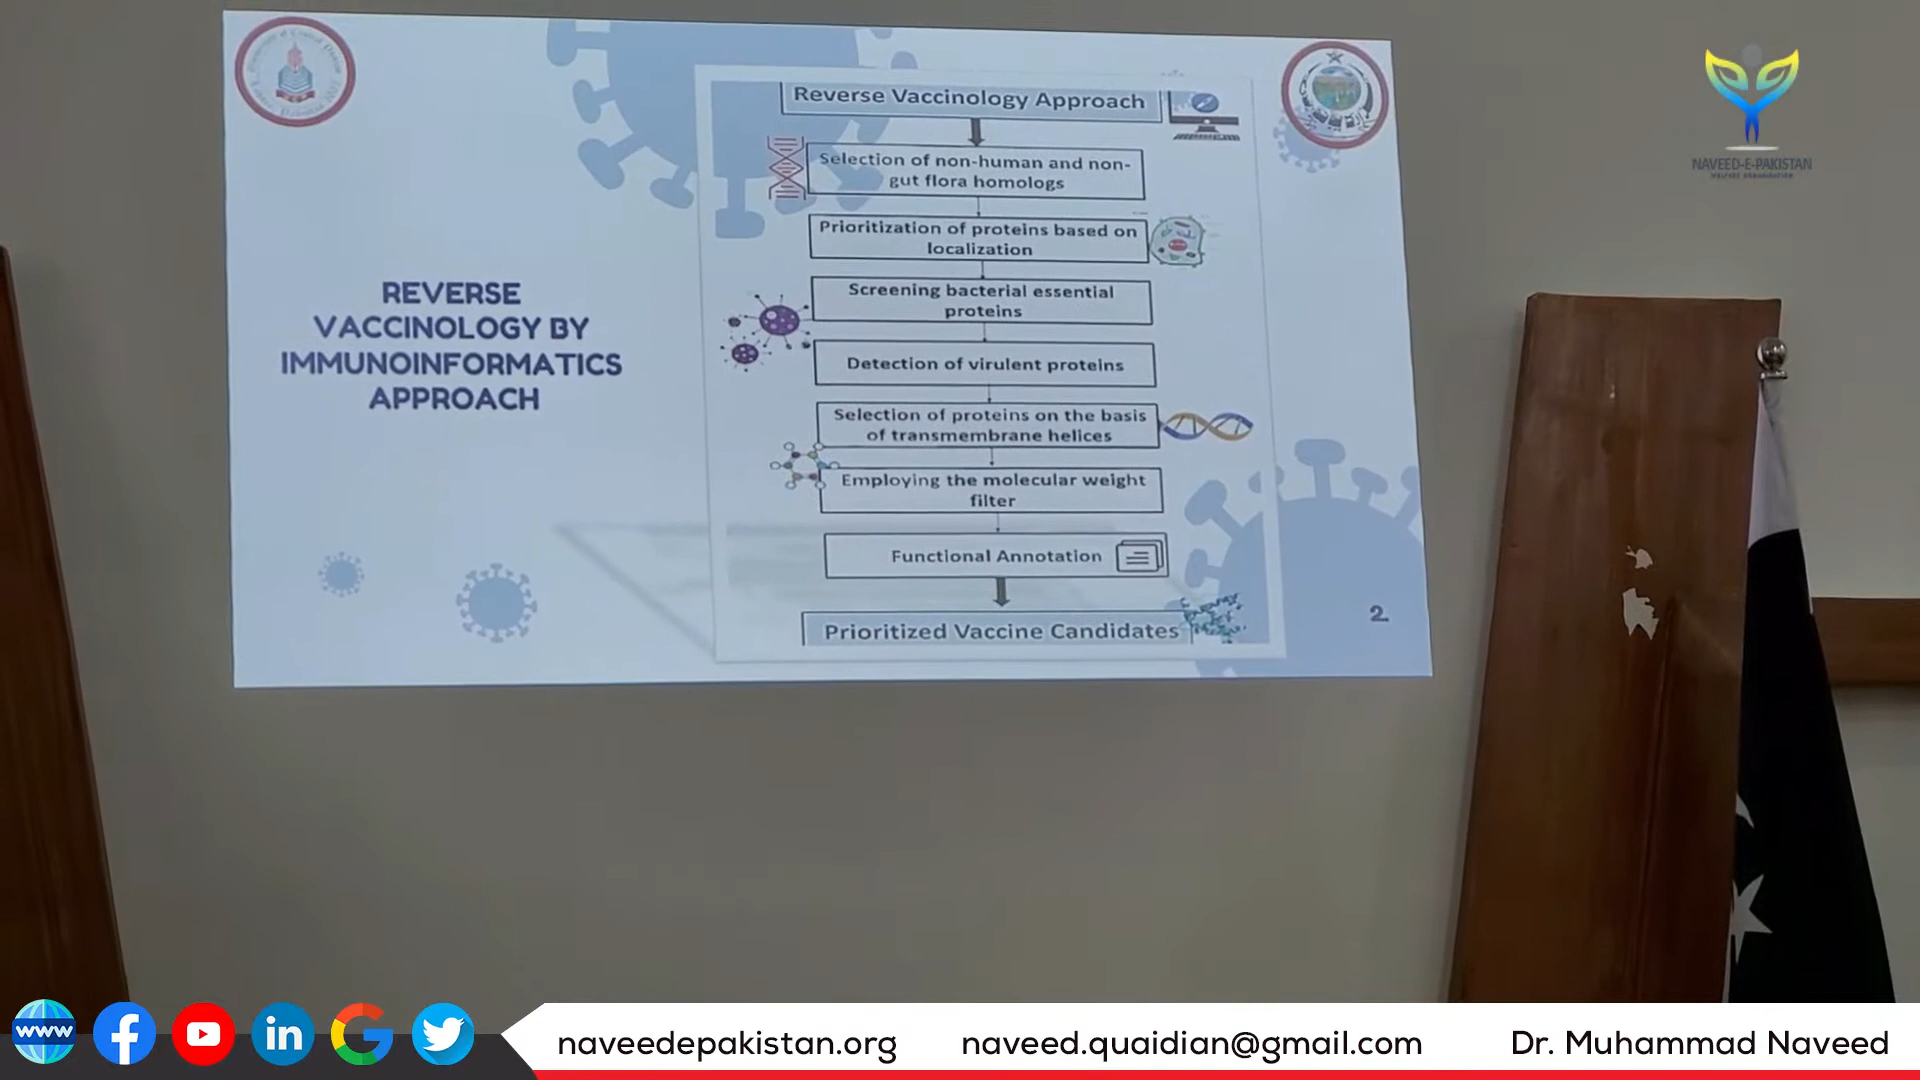 REVERSE
VACCINOLOGY BY
IMMUNOINFORMATICS
APPROACH
Reverse Vaccinology Approach
Selection of non-human and non-
gut flora homologs
Prioritization of proteins based on
localization
Screening bacterial essential
proteins
Detection of virulent proteins
Selection of proteins on the basis
of transmembrane helices
Employing the molecular weight
filter
Functional Annotation
Prioritized Vaccine Candidates
2
NAVEED-E-PAKISTAN
WELFARE ORGANIZATION
www
naveedepakistan.org
naveed.quaidian@gmail.com
Dr. Muhammad Naveed